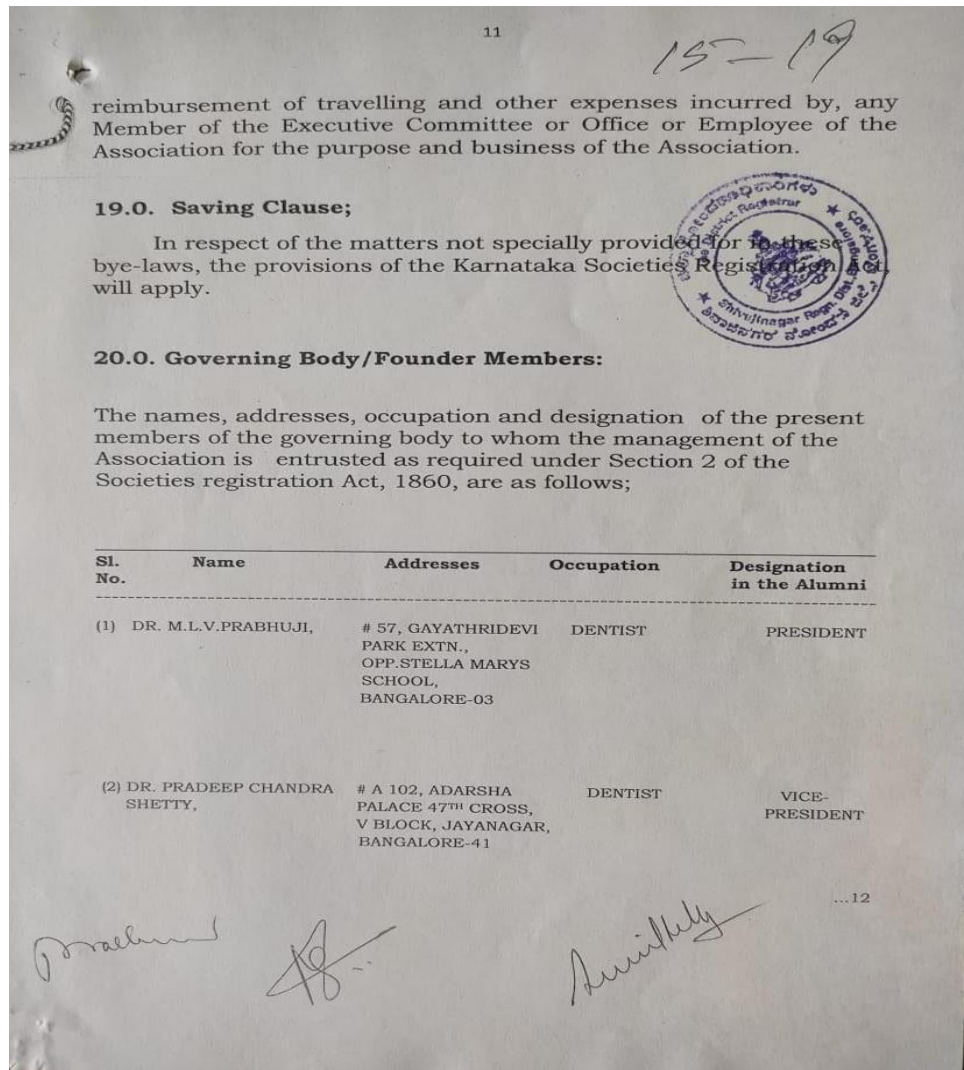 11
15-19
reimbursement of travelling and other expenses incurred by, any
Member of the Executive Committee or Office or Employee of the
Association for the purpose and business of the Association.
19.0. Saving Clause;
In respect of the matters not specially provided for in these
bye-laws, the provisions of the Karnataka Societies Registration Act,
will apply.
District Registrar
Shivajinagar Regn. Dist.
20.0. Governing Body/Founder Members:
The names, addresses, occupation and designation of the present
members of the governing body to whom the management of the
Association is entrusted as required under Section 2 of the
Societies registration Act, 1860, are as follows;
Sl. Name Addresses Occupation Designation
No. in the Alumni
(1) DR. M.L.V.PRABHUJI, # 57, GAYATHRIDEVI DENTIST PRESIDENT
PARK EXTN.,
OPP.STELLA MARYS
SCHOOL,
BANGALORE-03
(2) DR. PRADEEP CHANDRA # A 102, ADARSHA DENTIST VICE-
SHETTY, PALACE 47TH CROSS, PRESIDENT
V BLOCK, JAYANAGAR,
BANGALORE-41
...12